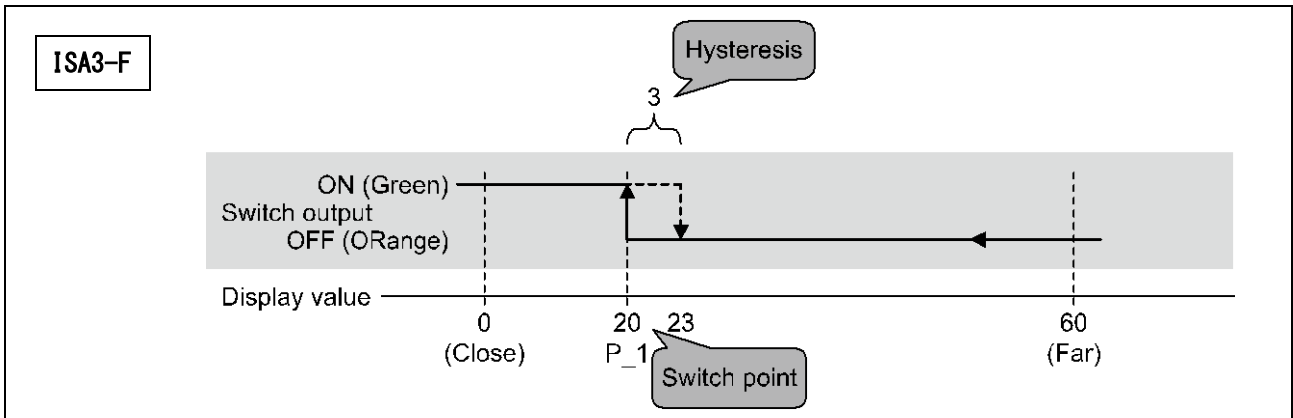 ISA3-F
Hysteresis
3
ON (Green)
Switch output
OFF (ORange)
Display value
0 20 23 60
(Close) P_1 (Far)
Switch point